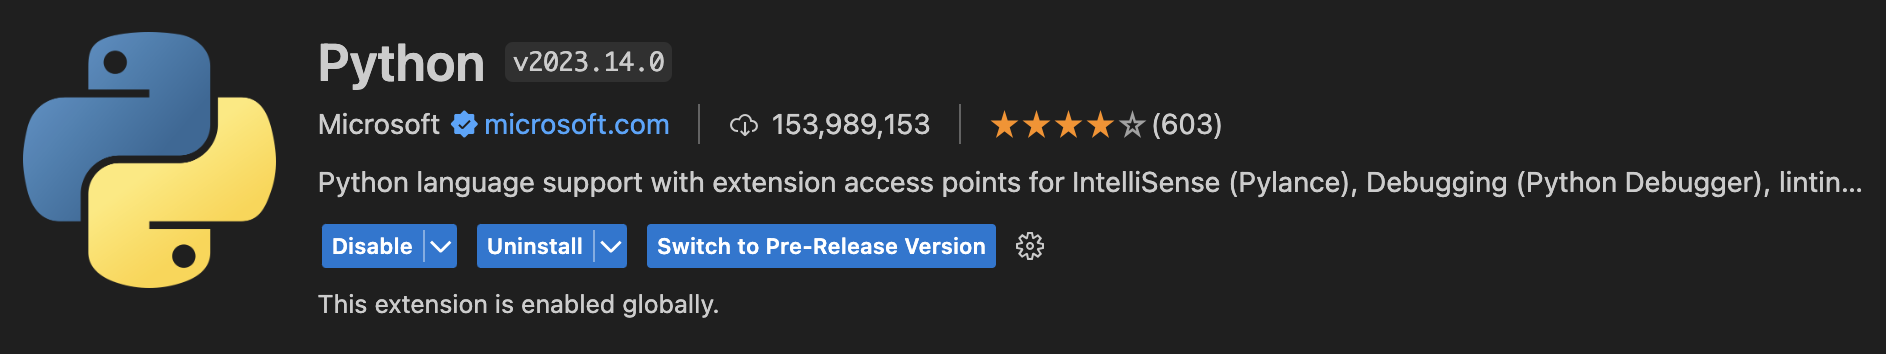 Python v2023.14.0
Microsoft microsoft.com 153,989,153 (603)
Python language support with extension access points for IntelliSense (Pylance), Debugging (Python Debugger), lintin...
Disable Uninstall Switch to Pre-Release Version
This extension is enabled globally.